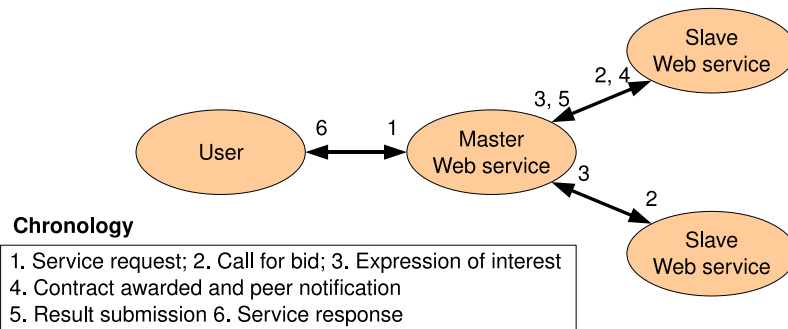 Slave
Web service
2, 4
3, 5
6
1
User
Master
Web service
3
2
Slave
Web service
Chronology
1. Service request; 2. Call for bid; 3. Expression of interest
4. Contract awarded and peer notification
5. Result submission 6. Service response